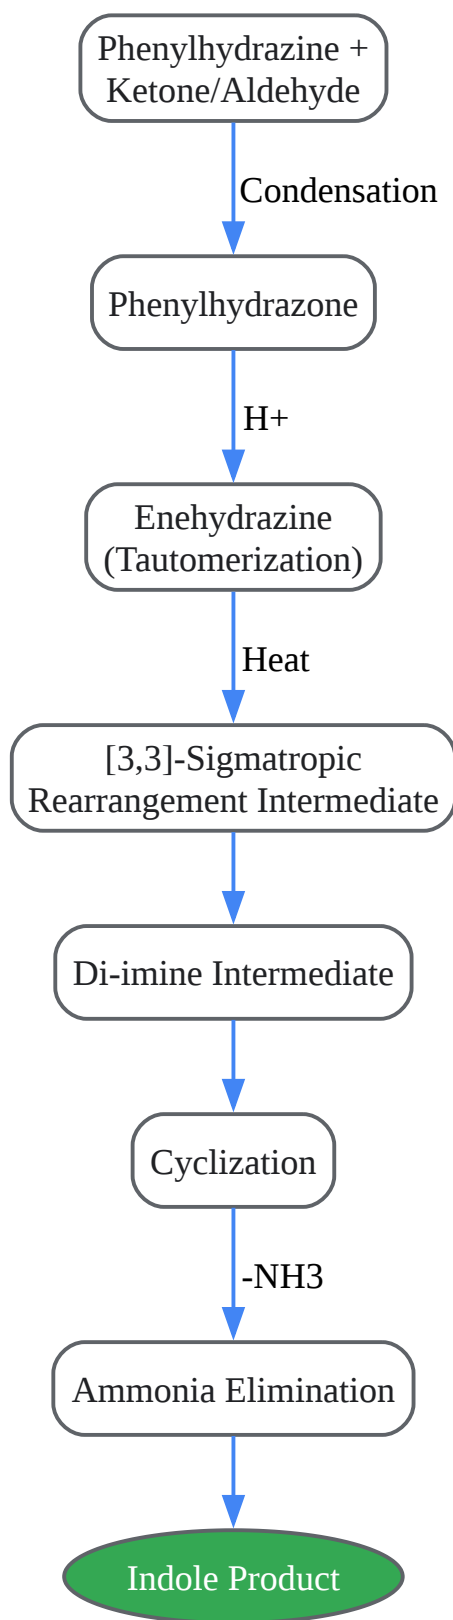 Phenylhydrazine +
Ketone/Aldehyde
Condensation
Phenylhydrazone
H+
Enehydrazine
(Tautomerization)
Heat
[3,3]-Sigmatropic
Rearrangement Intermediate
Di-imine Intermediate
Cyclization
-NH3
Ammonia Elimination
Indole Product